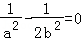 1/a² - 1/2b² = 0